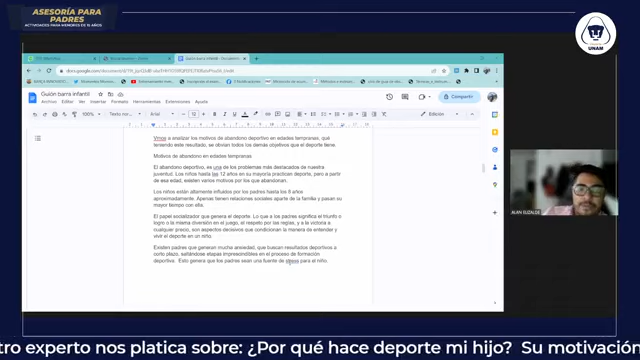 ASESORÍA PARA
PADRES
ACTIVIDADES PARA MENORES DE 15 AÑOS
UNAM
Guión barra infantil
Archivo Editar Ver Insertar Formato Herramientas Extensiones Ayuda
Compartir
100% Edición
Vmos a analizar los motivos de abandono deportivo en edades tempranas, qué
teniendo este resultado, se obvian todos los demás objetivos que el deporte tiene.
Motivos de abandono en edades tempranas
El abandono deportivo, es una de los problemas más destacados de nuestra
juventud. Los niños hasta las 12 años en su mayoría practican deporte, pero a partir
de esa edad, existen varios motivos por los que abandonan.
Los niños están altamente influidos por los padres hasta los 8 años
aproximadamente. Apenas tienen relaciones sociales aparte de la familia y pasan su
mayor tiempo con ella.
El papel socializador que genera el deporte. Lo que a los padres significa el triunfo o
logro o la misma diversión en el juego, el respeto por las reglas, y a la victoria a
cualquier precio, son aspectos decisivos que condicionan la manera de entender y
vivir el deporte en un niño.
Existen padres que generan mucha ansiedad, que buscan resultados deportivos a
corto plazo, saltándose etapas imprescindibles en el proceso de formación
deportiva. Esto genera que los padres sean una fuente de stress para el niño.
ALAN ELIZALDE
tro experto nos platica sobre: ¿Por qué hace deporte mi hijo? Su motivación